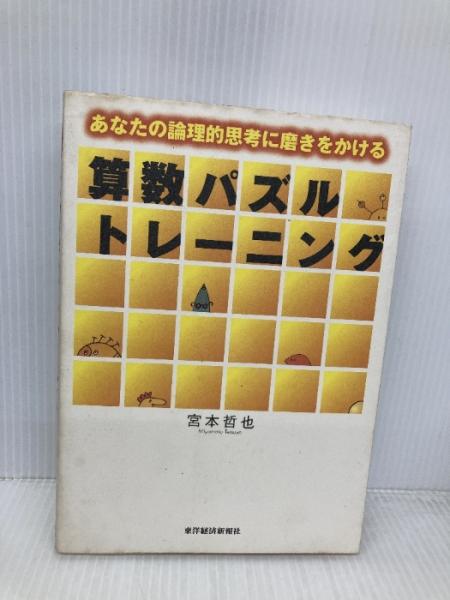 あなたの論理的思考に磨きをかける
算数パズル
トレーニング
宮本哲也
Miyamoto Tetsuya
東洋経済新報社